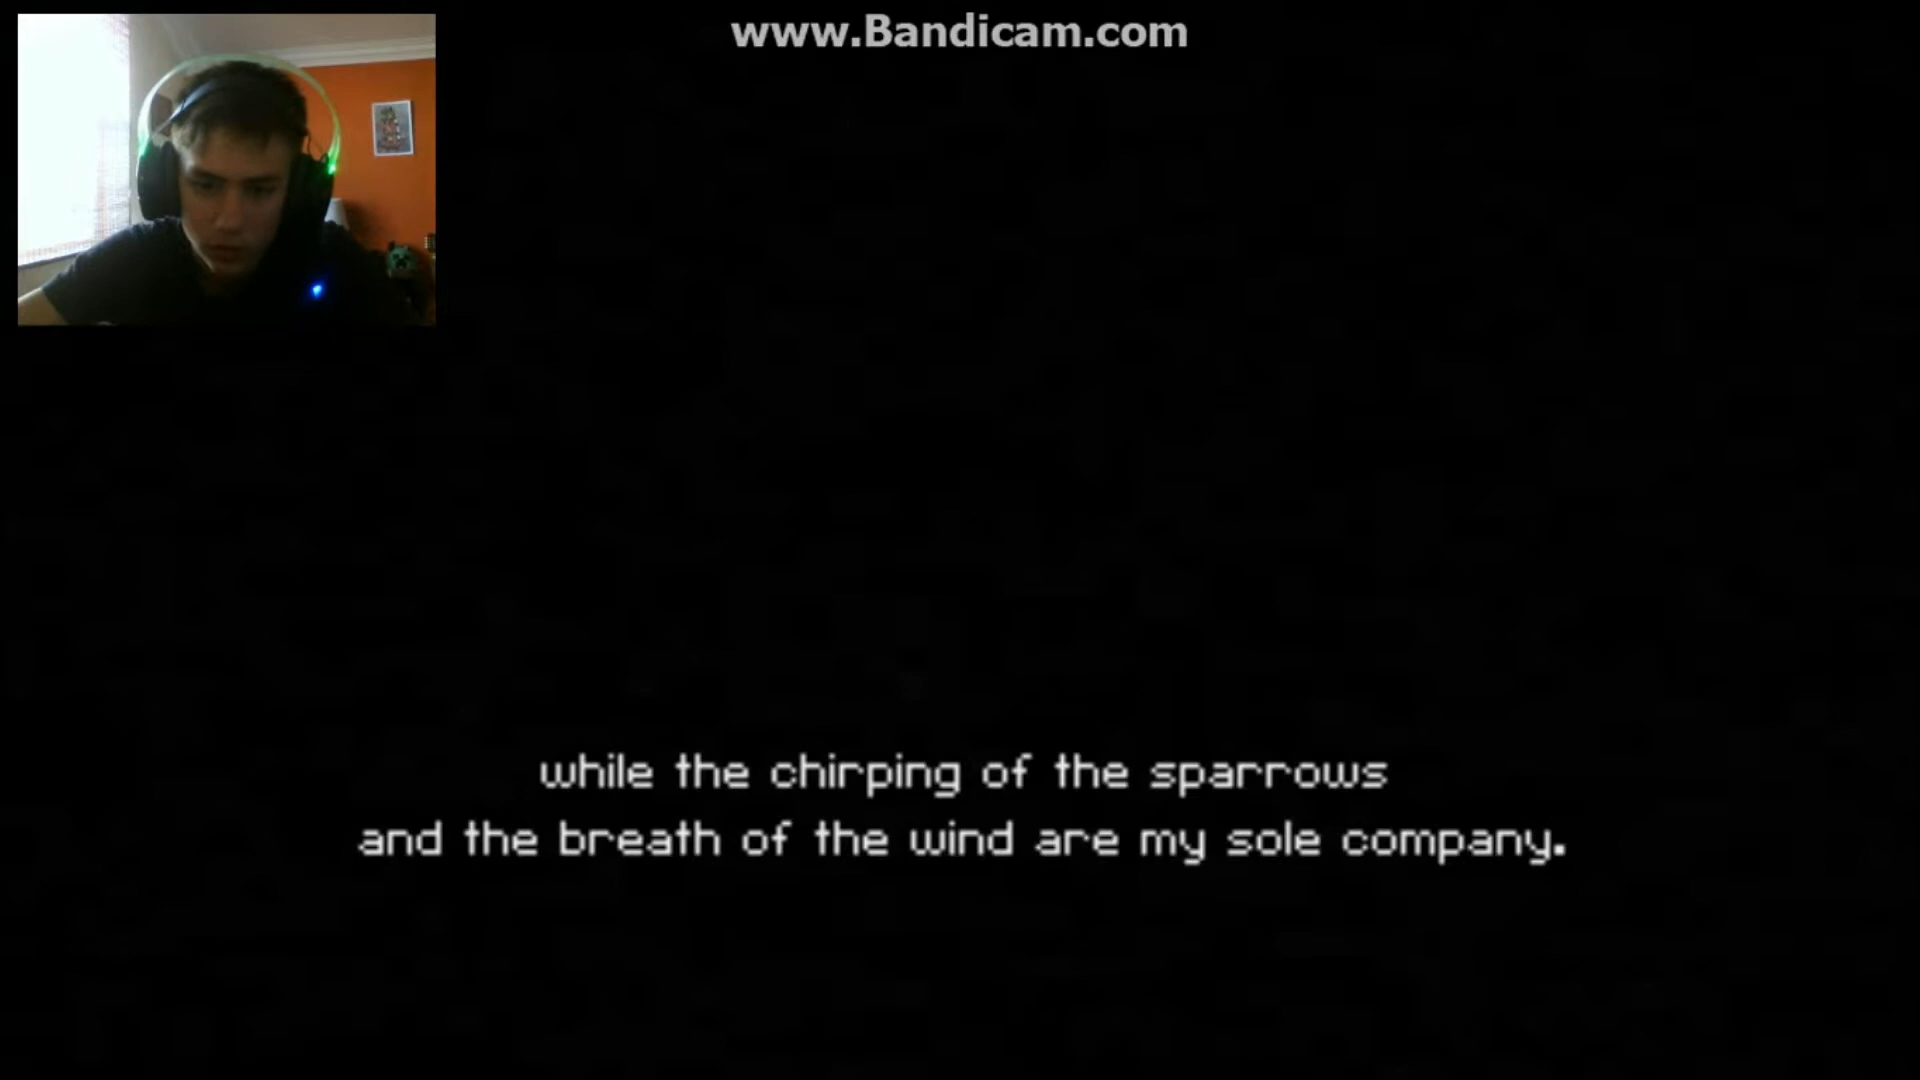 www.Bandicam.com
while the chirping of the sparrows
and the breath of the wind are my sole company.